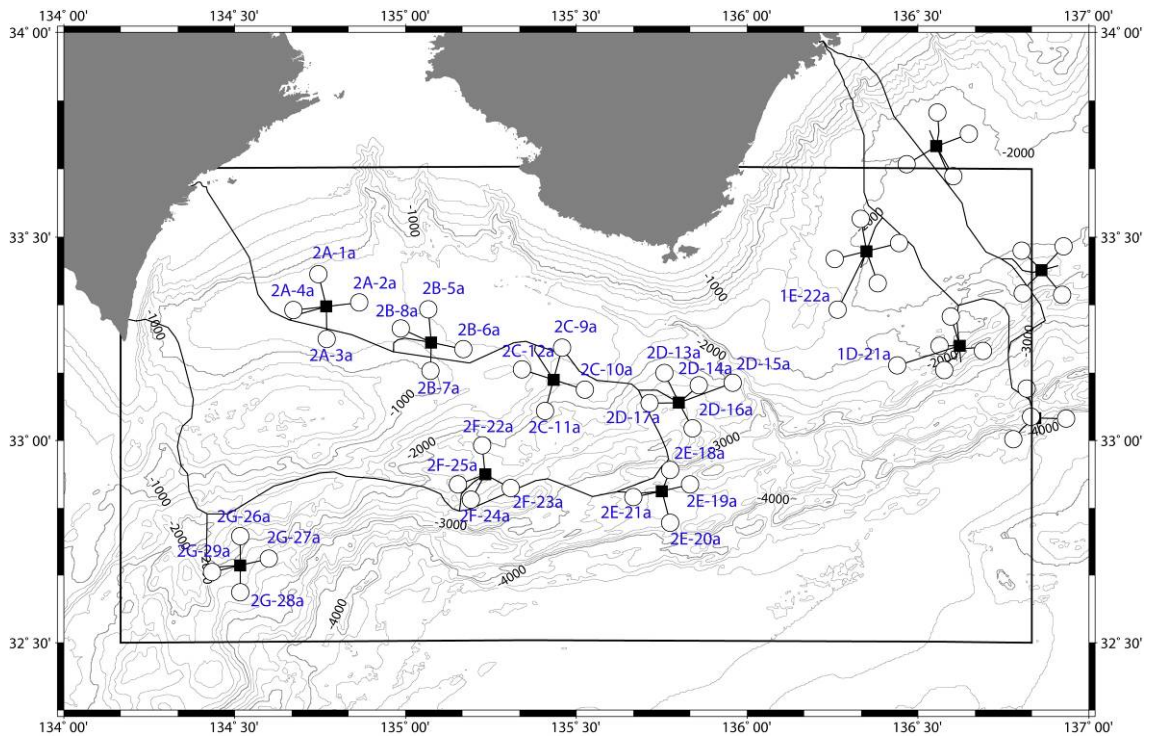 134° 00' 134° 30' 135° 00' 135° 30' 136° 00' 136° 30' 137° 00'
34° 00' 34° 00'
-2000
-1000
33° 30' 33° 30'
2A-1a
-1000
2A-2a
2A-4a
2B-5a
1E-22a
2B-8a
-1000
2B-6a
2C-9a
2A-3a
2C-12a
-2000
-3000
1D-21a
-2000
2D-13a
2D-14a
2D-15a
2C-10a
2B-7a
-1000
2D-17a
2D-16a
2C-11a
2F-22a
-4000
33° 00' 33° 00'
-2000
-3000
2E-18a
2F-25a
-1000
2F-23a
2E-19a
-4000
2E-21a
2F-24a
-3000
2G-26a
-2000
2G-27a
2E-20a
2G-29a
-4000
2G-28a
-4000
32° 30' 32° 30'
134° 00' 134° 30' 135° 00' 135° 30' 136° 00' 136° 30' 137° 00'